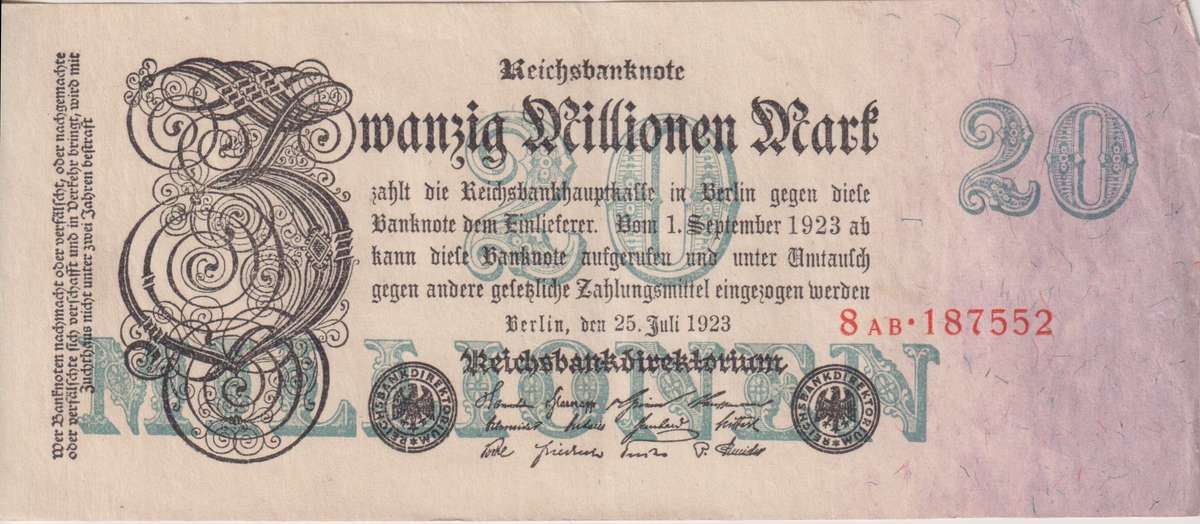 Reichsbanknote
Zwanzig Millionen Mark
20
20
zahlt die Reichsbankhauptkasse in Berlin gegen diese
Banknote dem Einlieferer. Vom 1. September 1923 ab
kann diese Banknote aufgerufen und unter Umtausch
gegen andere gesetzliche Zahlungsmittel eingezogen werden
Berlin, den 25. Juli 1923
8 AB·187552
Reichsbankdirektorium
MILLIONEN
REICHSBANKDIREKTORIUM
REICHSBANKDIREKTORIUM
Wer Banknoten nachmacht oder verfälscht, oder nachgemachte
oder verfälschte sich verschafft und in Verkehr bringt, wird mit
Zuchthaus nicht unter zwei Jahren bestraft